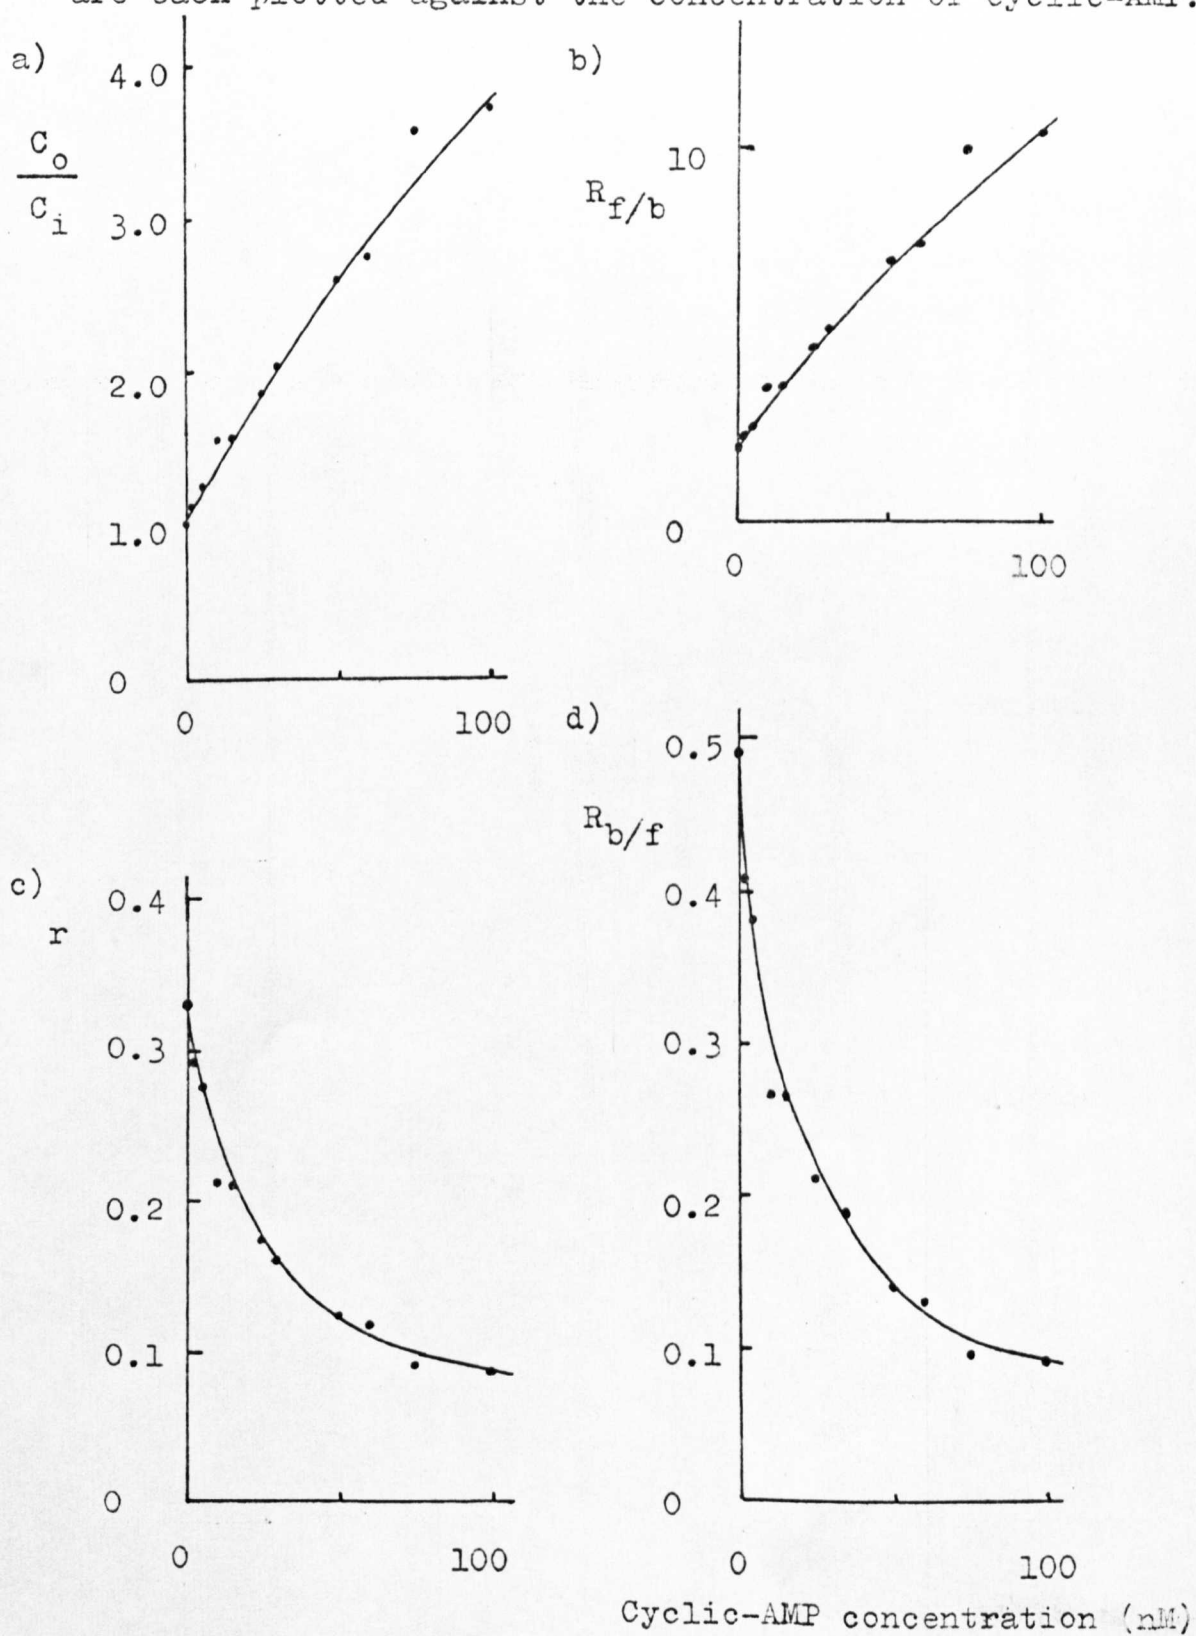 are each plotted against the concentration of cyclic-AMP.
a)
4.0
C_o
C_i
3.0
2.0
1.0
0
0
100
b)
10
R_f/b
0
0
100
c)
0.4
r
0.3
0.2
0.1
0
0
100
d)
0.5
R_b/f
0.4
0.3
0.2
0.1
0
0
100
Cyclic-AMP concentration (nM)